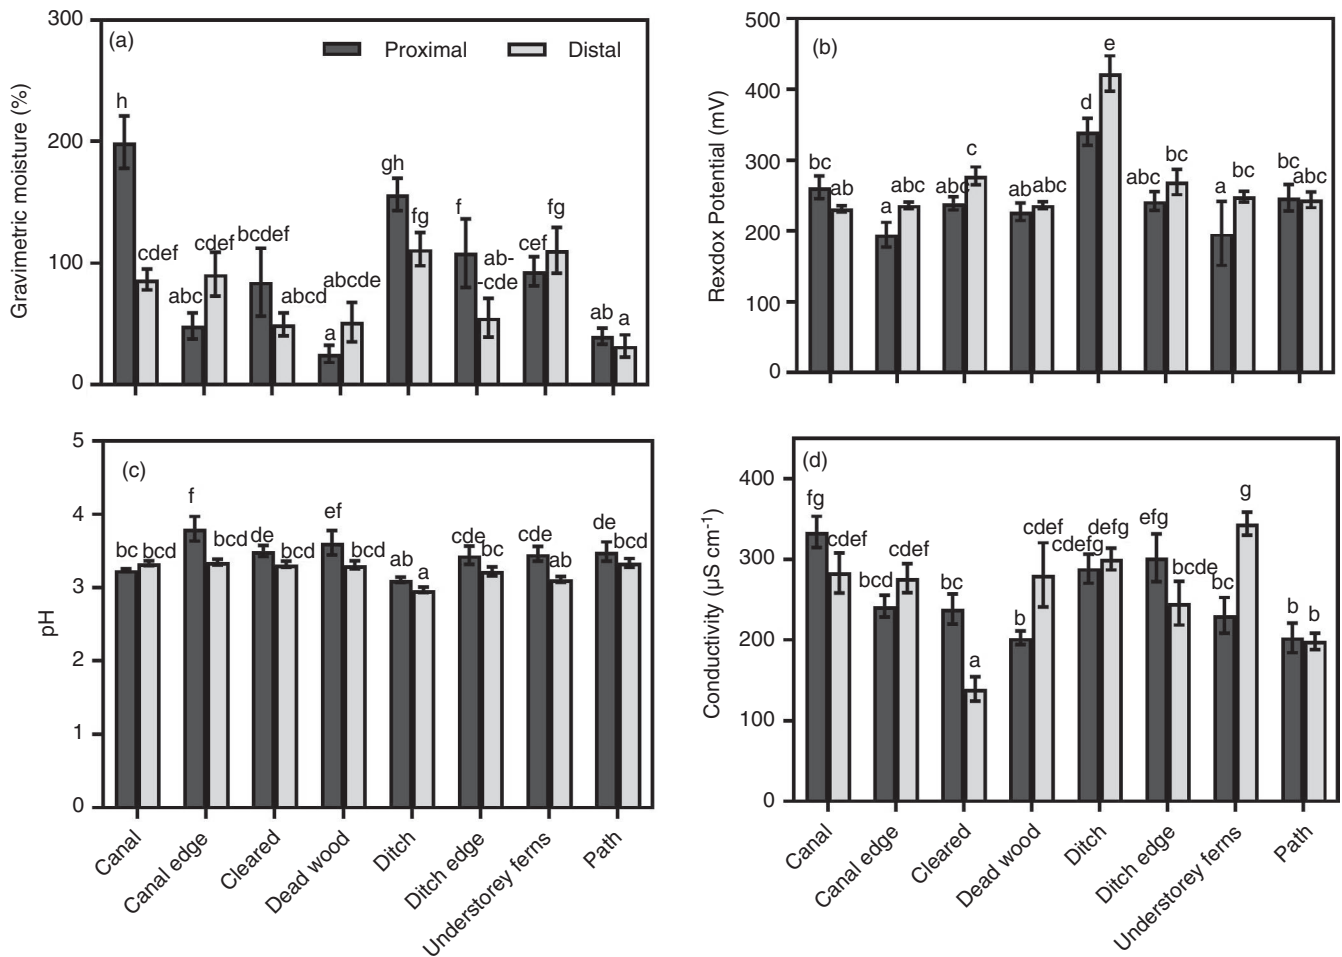 300
200
100
0
Gravimetric moisture (%)
(a)
Proximal
Distal
h
cdef
abc
cdef
bcdef
abcd
a
abcde
gh
fg
f
ab-
-cde
cef
fg
ab
a
500
400
300
200
100
0
Rexdox Potential (mV)
(b)
bc
ab
a
abc
abc
c
ab
abc
d
e
abc
bc
a
bc
bc
abc
5
4
3
2
1
0
pH
(c)
bc
bcd
f
bcd
de
bcd
ef
bcd
ab
a
cde
bc
cde
ab
de
bcd
Canal
Canal edge
Cleared
Dead wood
Ditch
Ditch edge
Understorey ferns
Path
400
300
200
100
0
Conductivity (µS cm⁻¹)
(d)
fg
cdef
bcd
cdef
bc
a
b
cdef
cdefg
defg
efg
bcde
bc
g
b
b
Canal
Canal edge
Cleared
Dead wood
Ditch
Ditch edge
Understorey ferns
Path